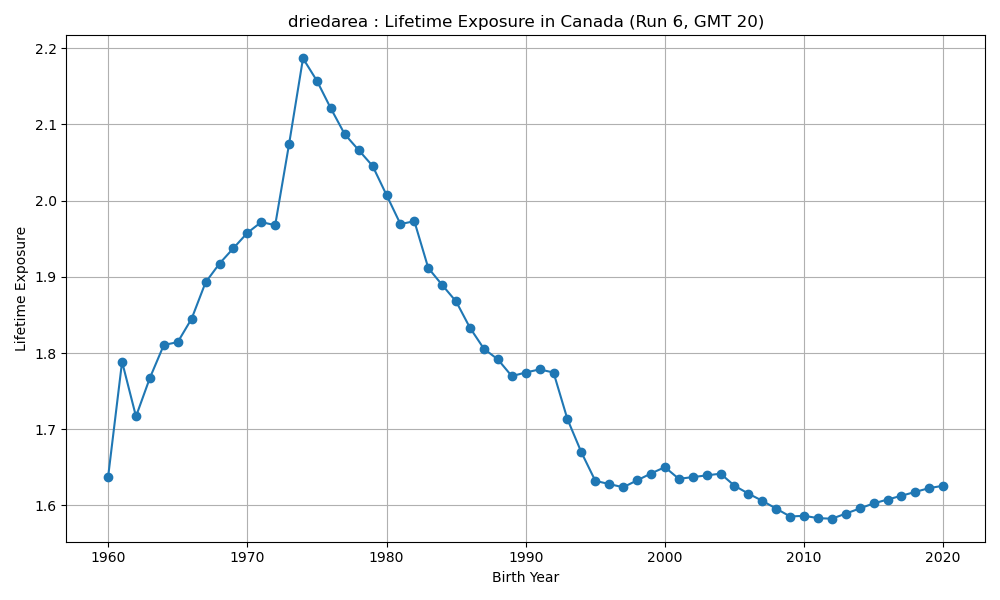 driedarea : Lifetime Exposure in Canada (Run 6, GMT 20)
Lifetime Exposure
2.2
2.1
2.0
1.9
1.8
1.7
1.6
1960 1970 1980 1990 2000 2010 2020
Birth Year